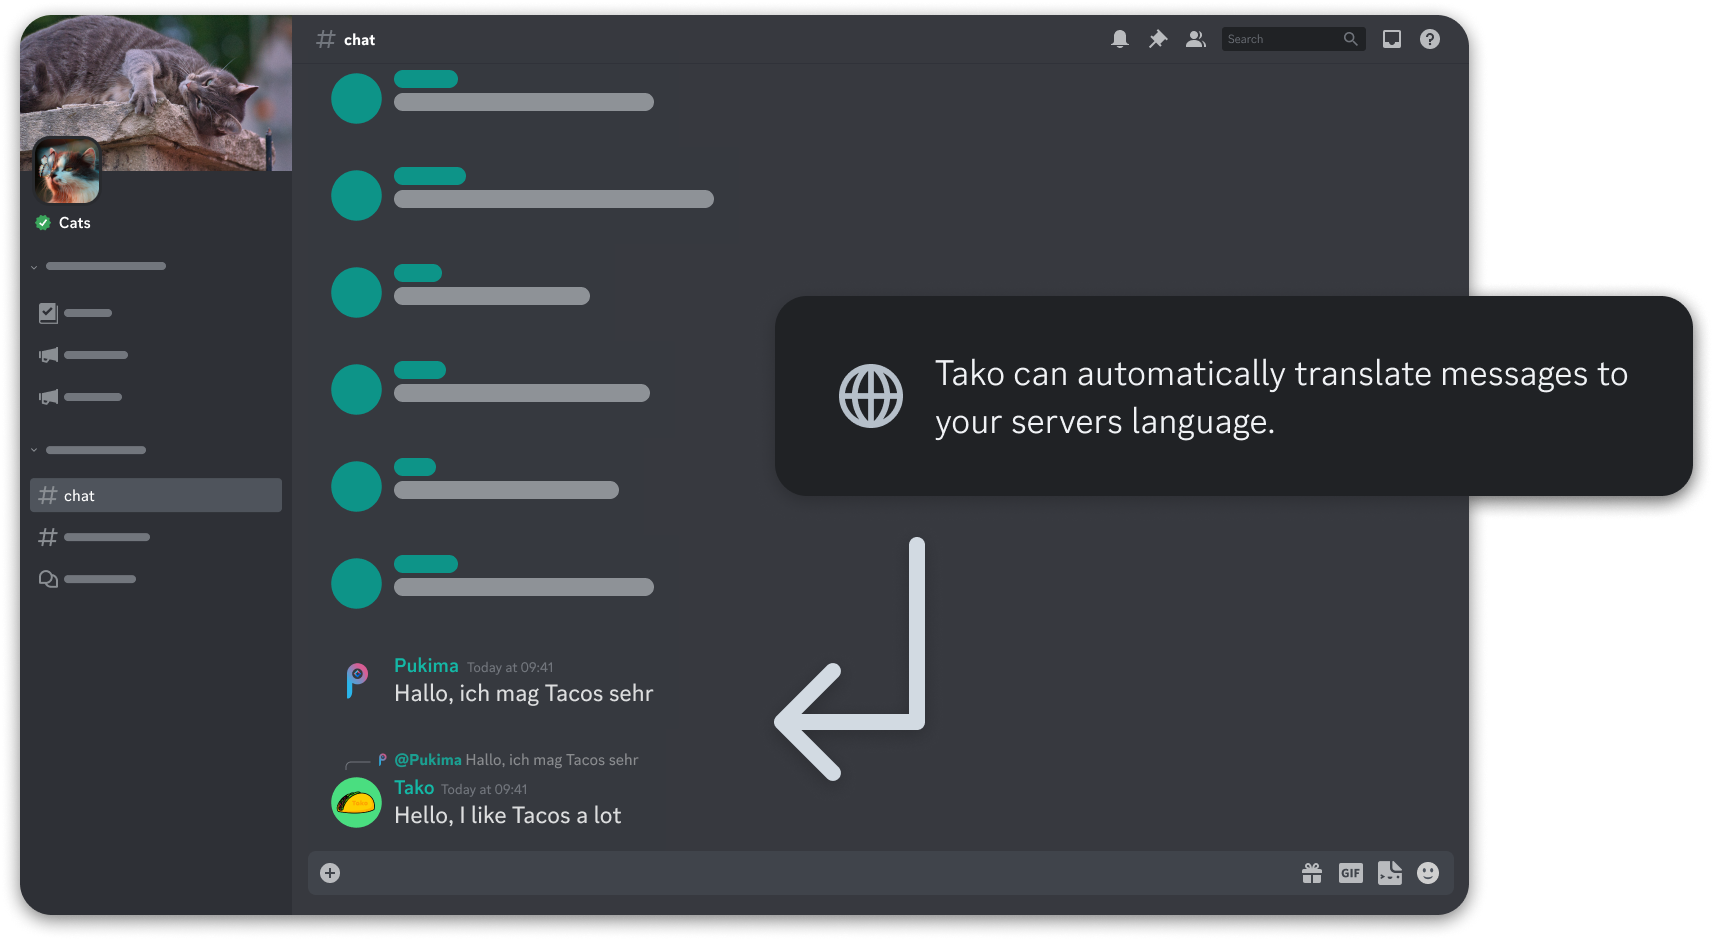 Cats
chat
# chat
Search
Tako can automatically translate messages to
your servers language.
Pukima Today at 09:41
Hallo, ich mag Tacos sehr
@Pukima Hallo, ich mag Tacos sehr
Tako Today at 09:41
Hello, I like Tacos a lot
GIF